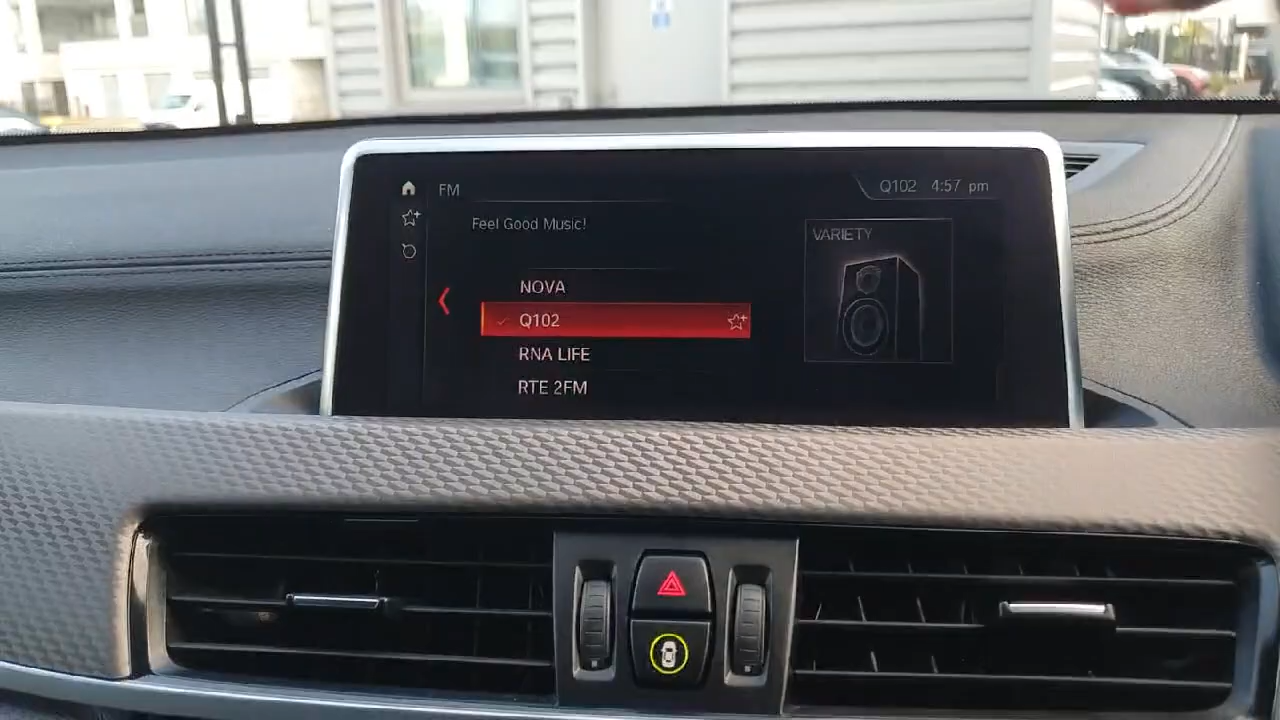 FM
Q102 4:57 pm
Feel Good Music!
VARIETY
NOVA
Q102
RNA LIFE
RTE 2FM